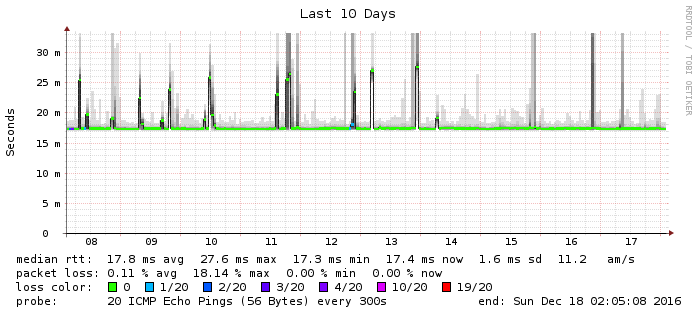 Last 10 Days
RRDTOOL / TOBI OETIKER
Seconds
30 m
25 m
20 m
15 m
10 m
5 m
0
08 09 10 11 12 13 14 15 16 17
median rtt: 17.8 ms avg 27.6 ms max 17.3 ms min 17.4 ms now 1.6 ms sd 11.2 am/s
packet loss: 0.11 % avg 18.14 % max 0.00 % min 0.00 % now
loss color: 0 1/20 2/20 3/20 4/20 10/20 19/20
probe: 20 ICMP Echo Pings (56 Bytes) every 300s end: Sun Dec 18 02:05:08 2016